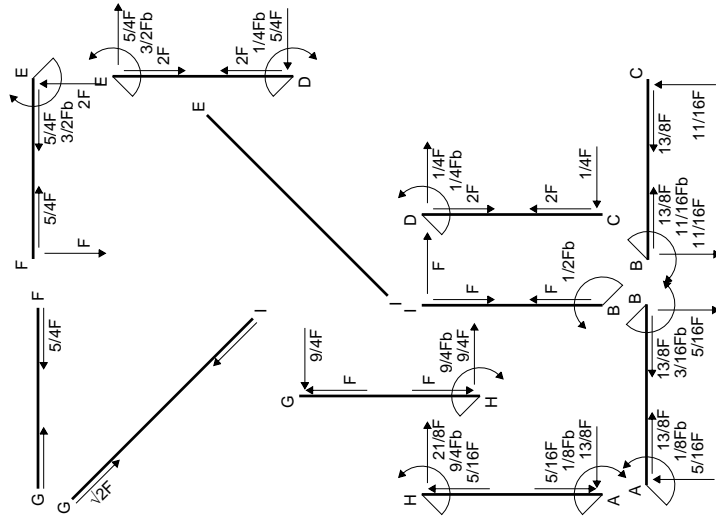 F
E
5/4F
5/4F
3/2Fb
2F
F
E
5/4F
3/2Fb
2F
2F
1/4Fb
5/4F
D
G
F
5/4F
G
I
√2F
E
I
G
9/4F
F
F
9/4Fb
9/4F
H
D
1/4F
1/4Fb
2F
2F
1/4F
C
I
F
F
F
1/2Fb
B
H
21/8F
9/4Fb
5/16F
5/16F
1/8Fb
13/8F
A
A
13/8F
1/8Fb
5/16F
B
13/8F
3/16Fb
5/16F
B
13/8F
11/16Fb
11/16F
C
13/8F
11/16F